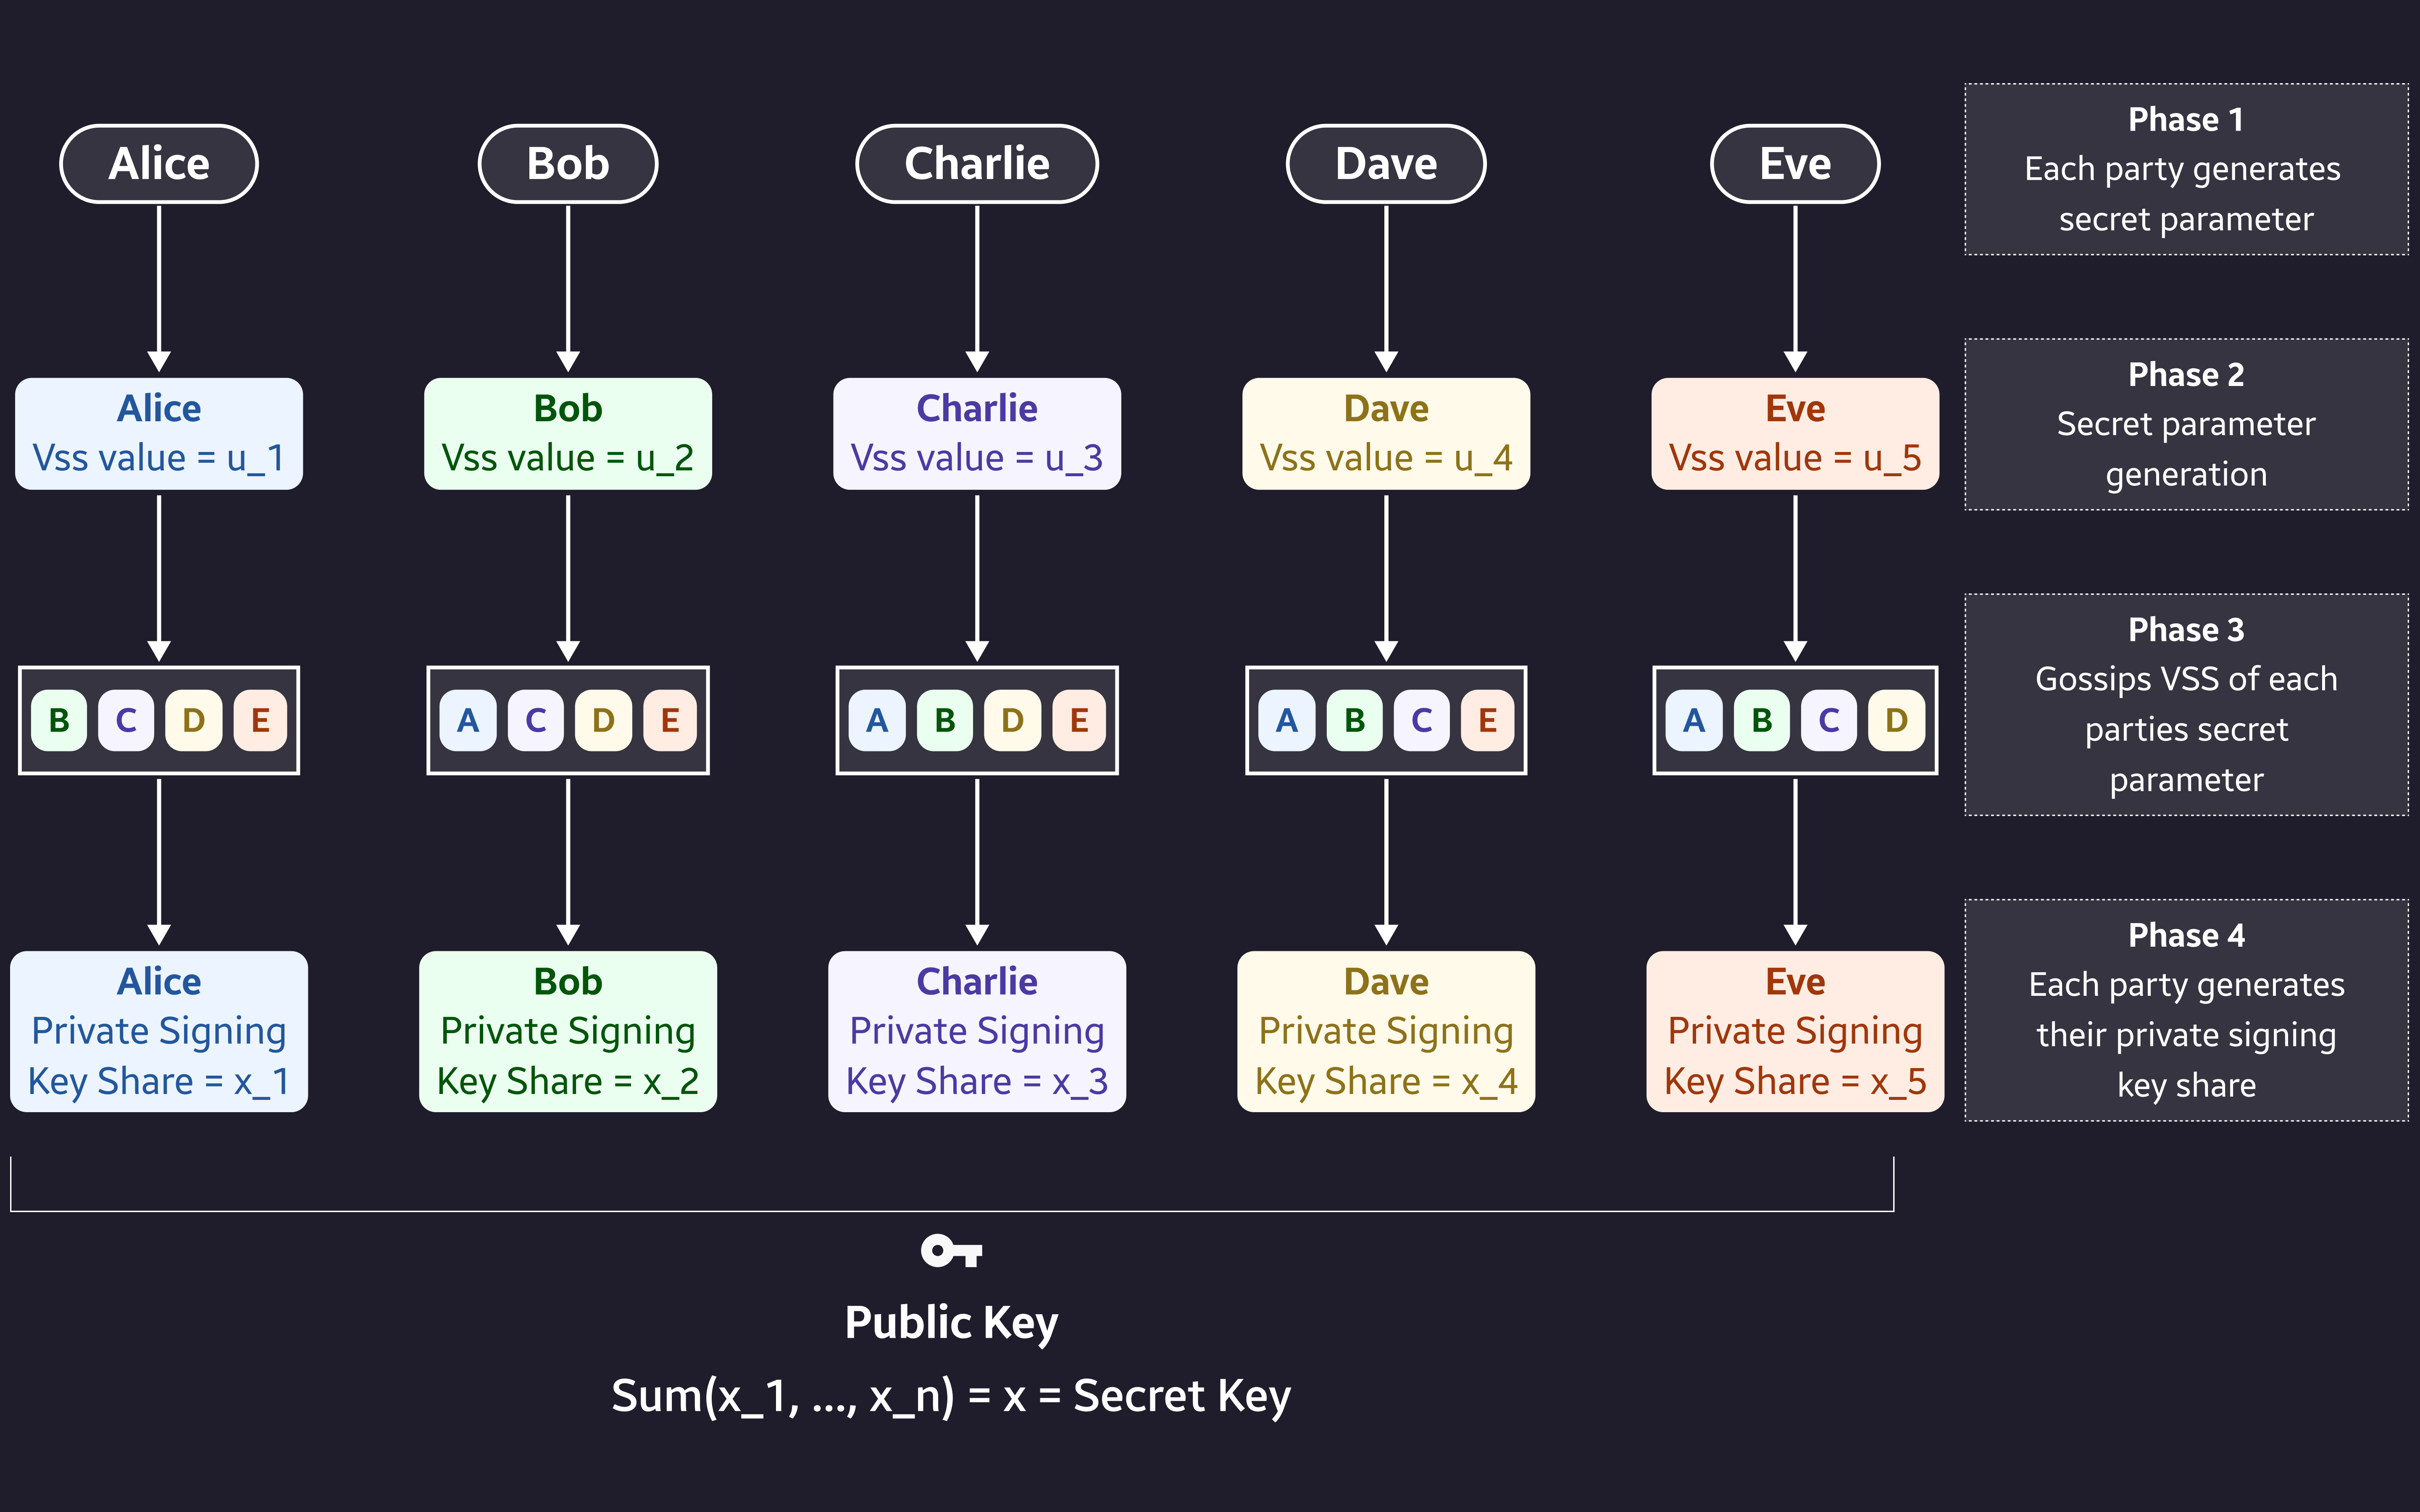 Alice
Bob
Charlie
Dave
Eve
Phase 1
Each party generates
secret parameter
Alice
Vss value = u_1
Bob
Vss value = u_2
Charlie
Vss value = u_3
Dave
Vss value = u_4
Eve
Vss value = u_5
Phase 2
Secret parameter
generation
B C D E
A C D E
A B D E
A B C E
A B C D
Phase 3
Gossips VSS of each
parties secret
parameter
Alice
Private Signing
Key Share = x_1
Bob
Private Signing
Key Share = x_2
Charlie
Private Signing
Key Share = x_3
Dave
Private Signing
Key Share = x_4
Eve
Private Signing
Key Share = x_5
Phase 4
Each party generates
their private signing
key share
Public Key
Sum(x_1, ..., x_n) = x = Secret Key